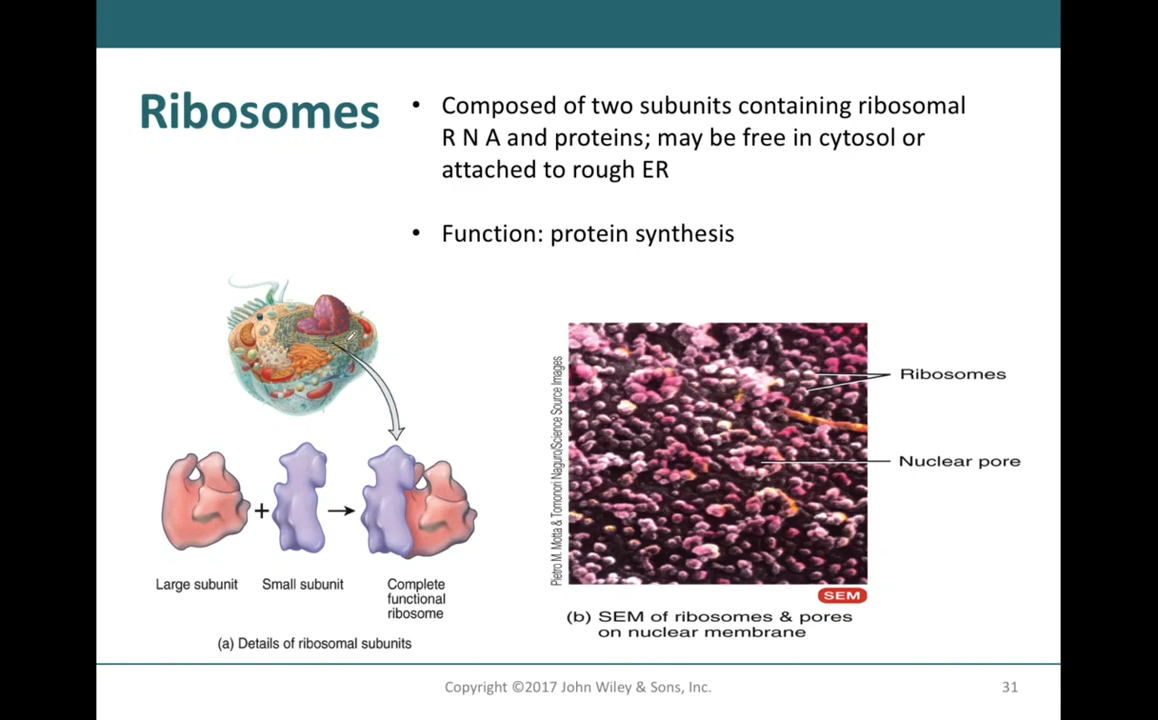 Ribosomes
• Composed of two subunits containing ribosomal
R N A and proteins; may be free in cytosol or
attached to rough ER
• Function: protein synthesis
Large subunit
+
Small subunit
Complete
functional
ribosome
(a) Details of ribosomal subunits
Pietro M. Motta & Tomonori Naguro/Science Source Images
Ribosomes
Nuclear pore
SEM
(b) SEM of ribosomes & pores
on nuclear membrane
Copyright ©2017 John Wiley & Sons, Inc.
31